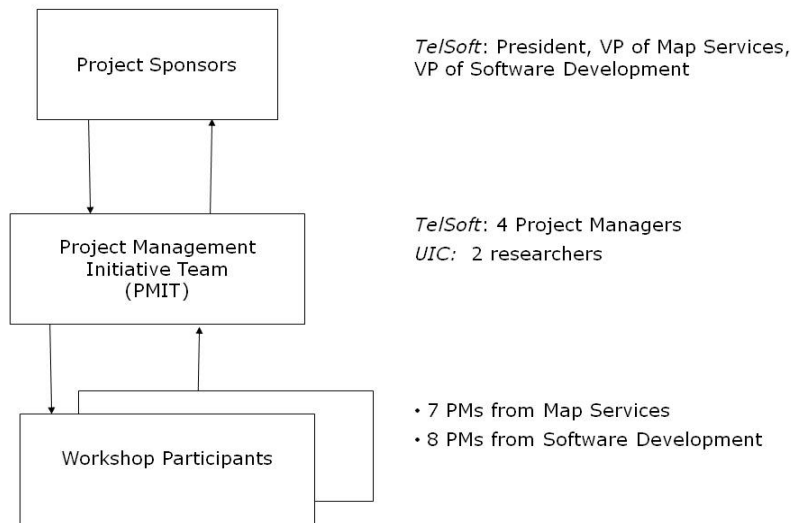 Project Sponsors
TelSoft: President, VP of Map Services,
VP of Software Development
Project Management
Initiative Team
(PMIT)
TelSoft: 4 Project Managers
UIC: 2 researchers
Workshop Participants
• 7 PMs from Map Services
• 8 PMs from Software Development